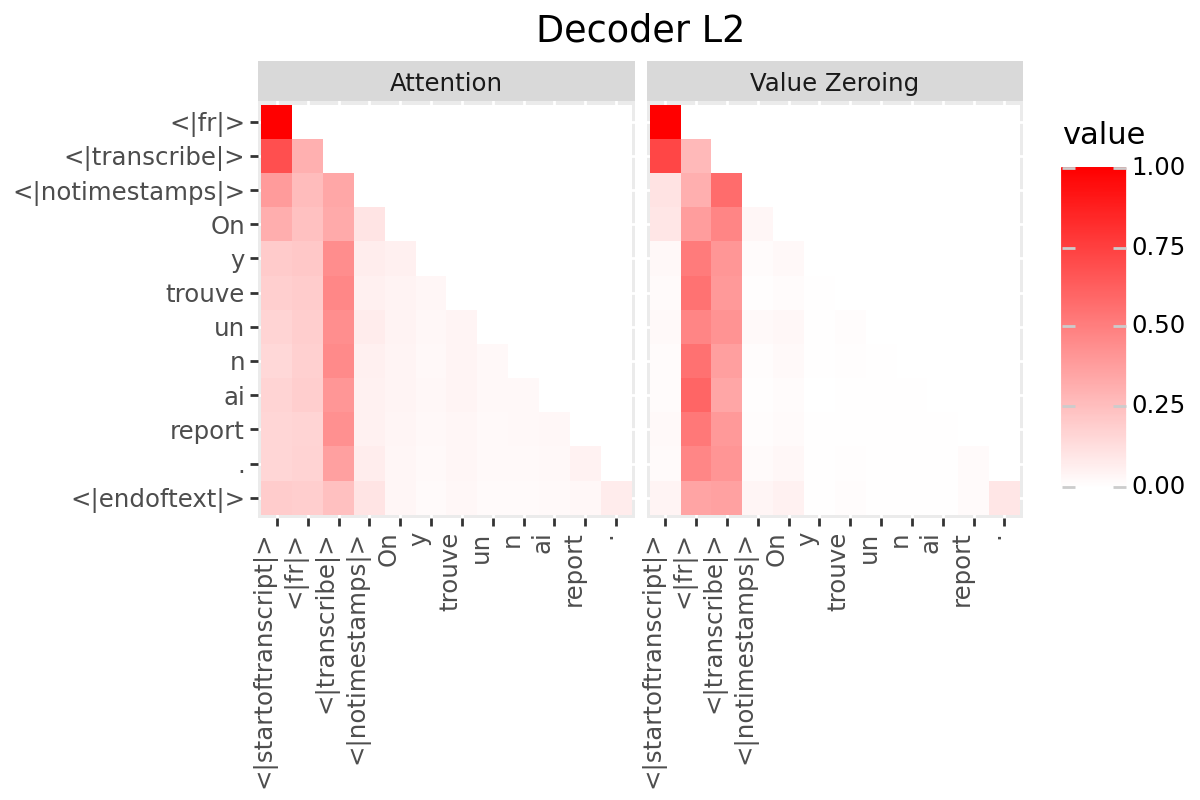 Decoder L2
Attention
Value Zeroing
<|fr|>
<|transcribe|>
<|notimestamps|>
On
y
trouve
un
n
ai
report
.
<|endoftext|>
<|startoftranscript|>
<|fr|>
<|transcribe|>
<|notimestamps|>
On
y
trouve
un
n
ai
report
.
<|startoftranscript|>
<|fr|>
<|transcribe|>
<|notimestamps|>
On
y
trouve
un
n
ai
report
.
value
1.00
0.75
0.50
0.25
0.00